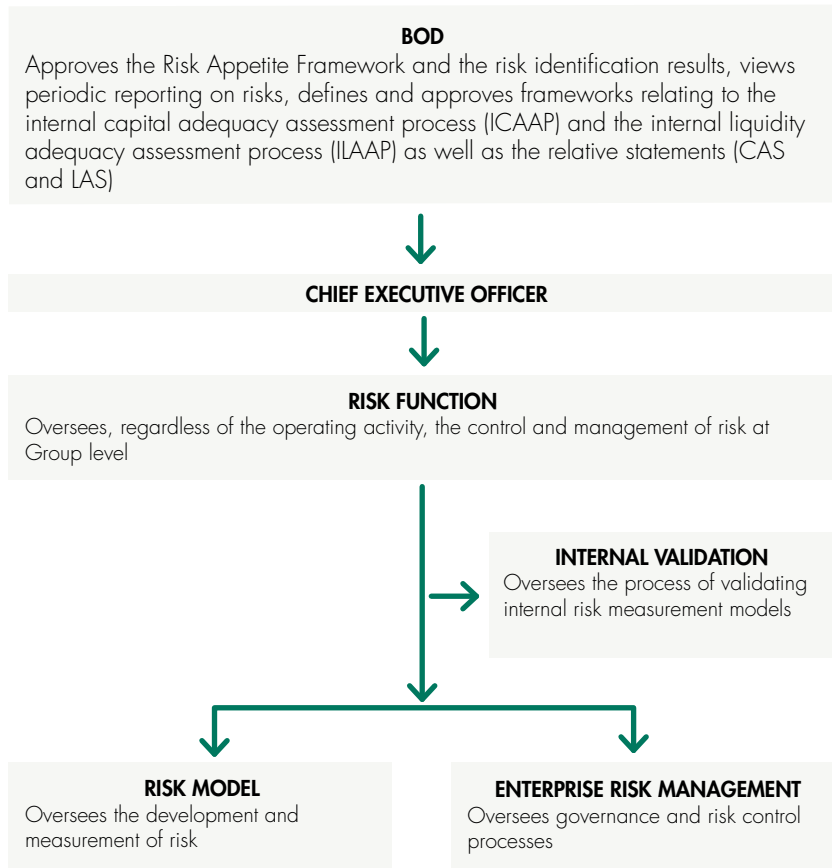 BOD
Approves the Risk Appetite Framework and the risk identification results, views
periodic reporting on risks, defines and approves frameworks relating to the
internal capital adequacy assessment process (ICAAP) and the internal liquidity
adequacy assessment process (ILAAP) as well as the relative statements (CAS
and LAS)
CHIEF EXECUTIVE OFFICER
RISK FUNCTION
Oversees, regardless of the operating activity, the control and management of risk at
Group level
INTERNAL VALIDATION
Oversees the process of validating
internal risk measurement models
RISK MODEL
Oversees the development and
measurement of risk
ENTERPRISE RISK MANAGEMENT
Oversees governance and risk control
processes